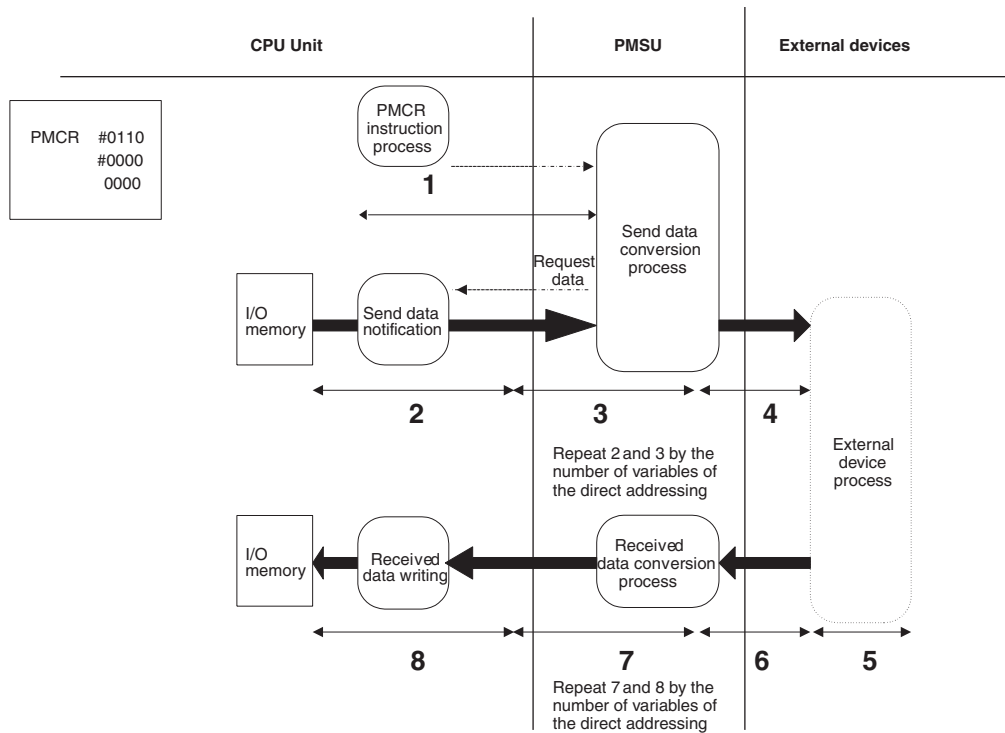 CPU Unit
PMSU
External devices
PMCR #0110
#0000
0000
PMCR
instruction
process
1
Send data
conversion
process
Request
data
I/O
memory
Send data
notification
2
3
4
Repeat 2 and 3 by the
number of variables of
the direct addressing
External
device
process
I/O
memory
Received
data writing
Received
data conversion
process
8
7
6
5
Repeat 7 and 8 by the
number of variables of
the direct addressing